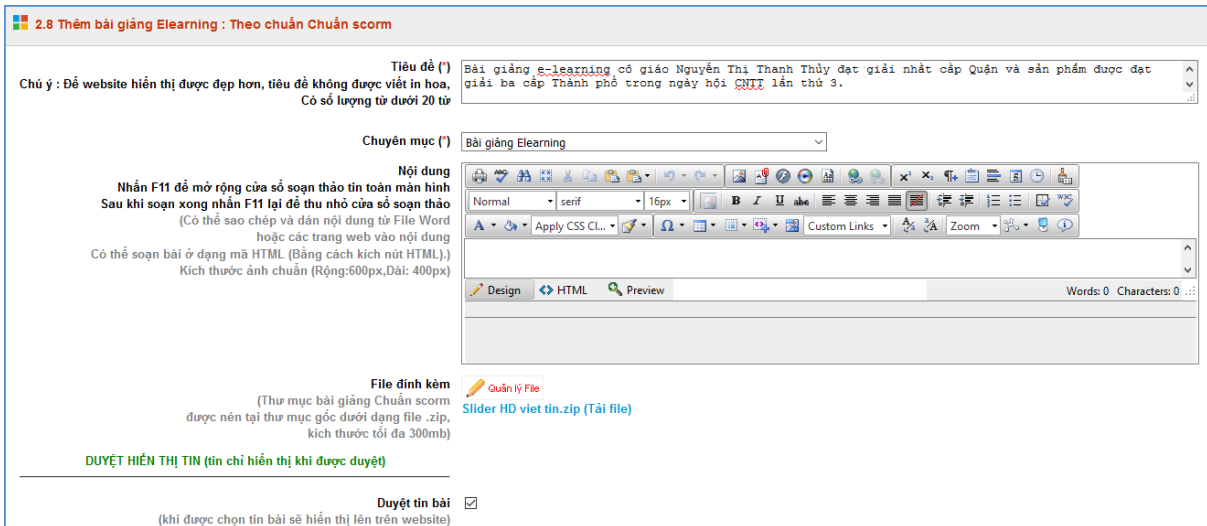 2.8 Thêm bài giảng Elearning : Theo chuẩn Chuẩn scorm
Tiêu đề (*)
Chú ý : Để website hiển thị được đẹp hơn, tiêu đề không được viết in hoa,
Có số lượng từ dưới 20 từ
Bài giảng e-learning cô giáo Nguyễn Thị Thanh Thủy đạt giải nhất cấp Quận và sản phẩm được đạt
giải ba cấp Thành phố trong ngày hội CNTT lần thứ 3.
Chuyên mục (*)
Bài giảng Elearning
Nội dung
Nhấn F11 để mở rộng cửa sổ soạn thảo tin toàn màn hình
Sau khi soạn xong nhấn F11 lại để thu nhỏ cửa sổ soạn thảo
(Có thể sao chép và dán nội dung từ File Word
hoặc các trang web vào nội dung
Có thể soạn bài ở dạng mã HTML (Bằng cách kích nút HTML).)
Kích thước ảnh chuẩn (Rộng:600px,Dài: 400px)
Normal serif 16px B I U abc
A Apply CSS Cl... Ω Custom Links Zoom
Design HTML Preview Words: 0 Characters: 0
File đính kèm
(Thư mục bài giảng Chuẩn scorm
được nén tại thư mục gốc dưới dạng file .zip,
kích thước tối đa 300mb)
Quản lý File
Slider HD viet tin.zip (Tải file)
DUYỆT HIỂN THỊ TIN (tin chỉ hiển thị khi được duyệt)
Duyệt tin bài
(khi được chọn tin bài sẽ hiển thị lên trên website)